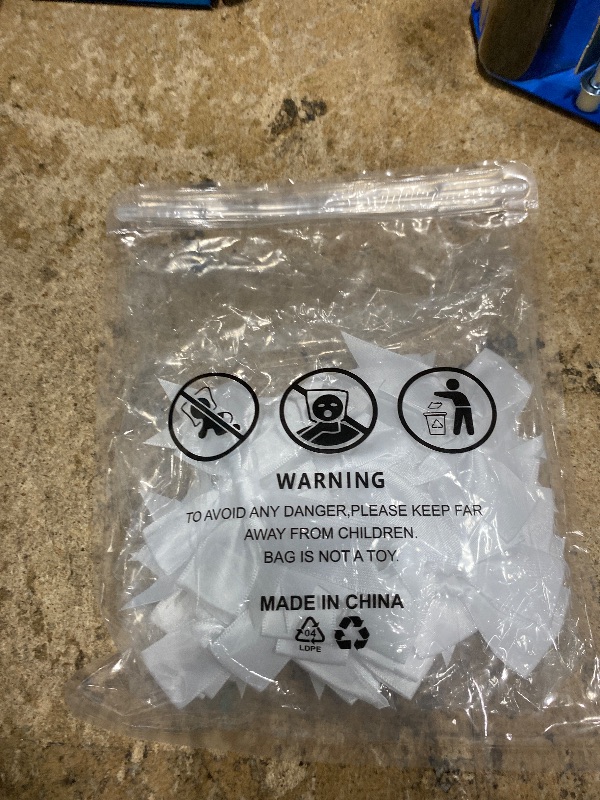 WARNING
TO AVOID ANY DANGER,PLEASE KEEP FAR
AWAY FROM CHILDREN.
BAG IS NOT A TOY.
MADE IN CHINA
04
LDPE